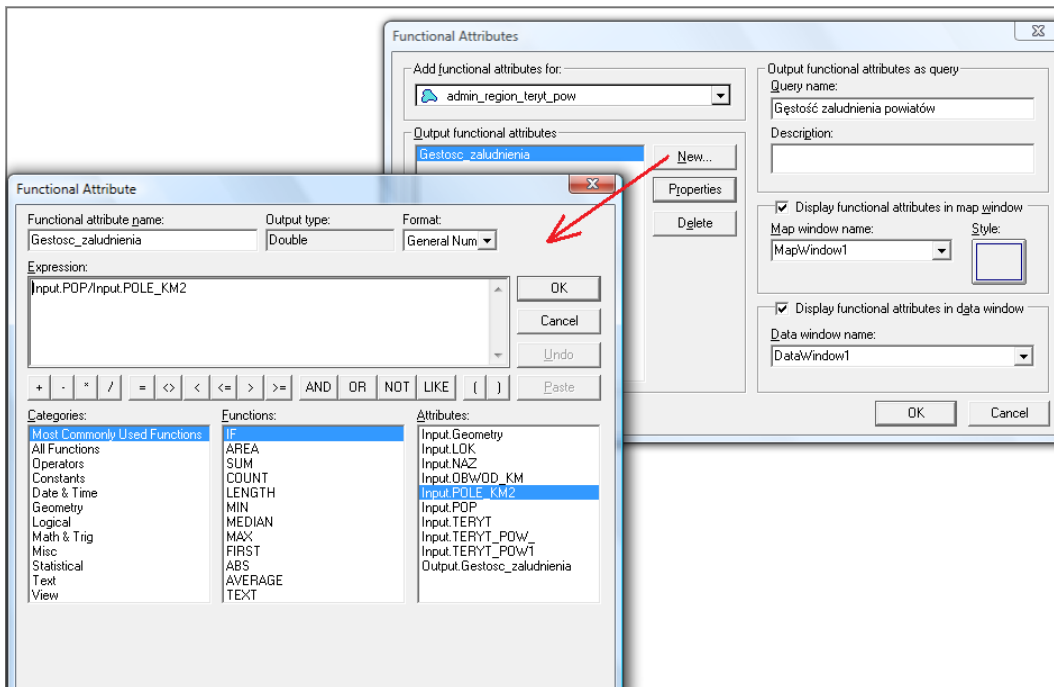 Functional Attributes
Add functional attributes for:
admin_region_teryt_pow
Output functional attributes
Gestosc_zaludnienia
New...
Properties
Delete
Output functional attributes as query
Query name:
Gęstość zaludnienia powiatów
Description:
Display functional attributes in map window
Map window name:
MapWindow1
Style:
Display functional attributes in data window
Data window name:
DataWindow1
OK
Cancel
Functional Attribute
Functional attribute name:
Output type:
Format:
Gestosc_zaludnienia
Double
General Num
Expression:
Input.POP/Input.POLE_KM2
OK
Cancel
Undo
Paste
+ - * / = <> < <= > >= AND OR NOT LIKE ( )
Categories:
Most Commonly Used Functions
All Functions
Operators
Constants
Date & Time
Geometry
Logical
Math & Trig
Misc
Statistical
Text
View
Functions:
IF
AREA
SUM
COUNT
LENGTH
MIN
MEDIAN
MAX
FIRST
ABS
AVERAGE
TEXT
Attributes:
Input.Geometry
Input.LOK
Input.NAZ
Input.OBWOD_KM
Input.POLE_KM2
Input.POP
Input.TERYT
Input.TERYT_POW_
Input.TERYT_POW1
Output.Gestosc_zaludnienia